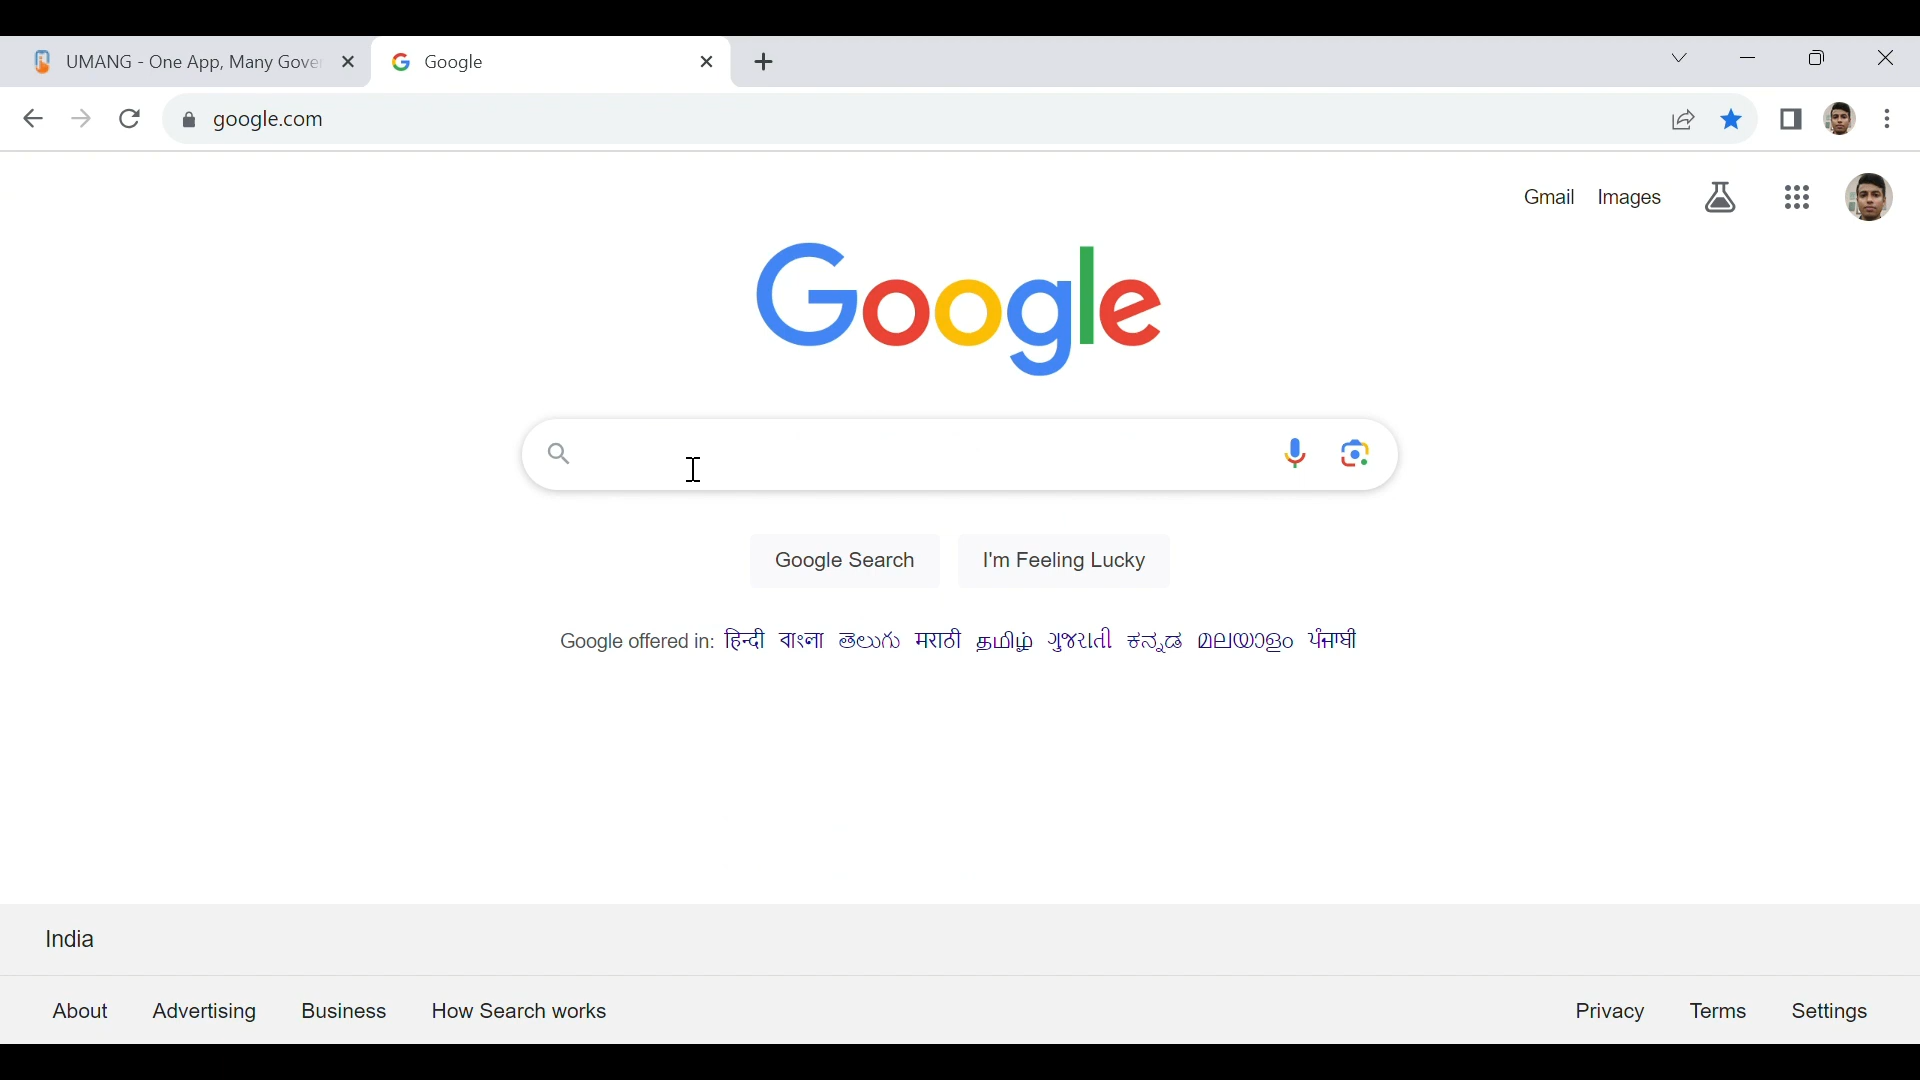 UMANG - One App, Many Gove
Google
google.com
Gmail Images
Google
Google Search I'm Feeling Lucky
Google offered in: हिन्दी বাংলা తెలుగు मराठी தமிழ் ગુજરાતી ಕನ್ನಡ മലയാളം ਪੰਜਾਬੀ
India
About Advertising Business How Search works Privacy Terms Settings